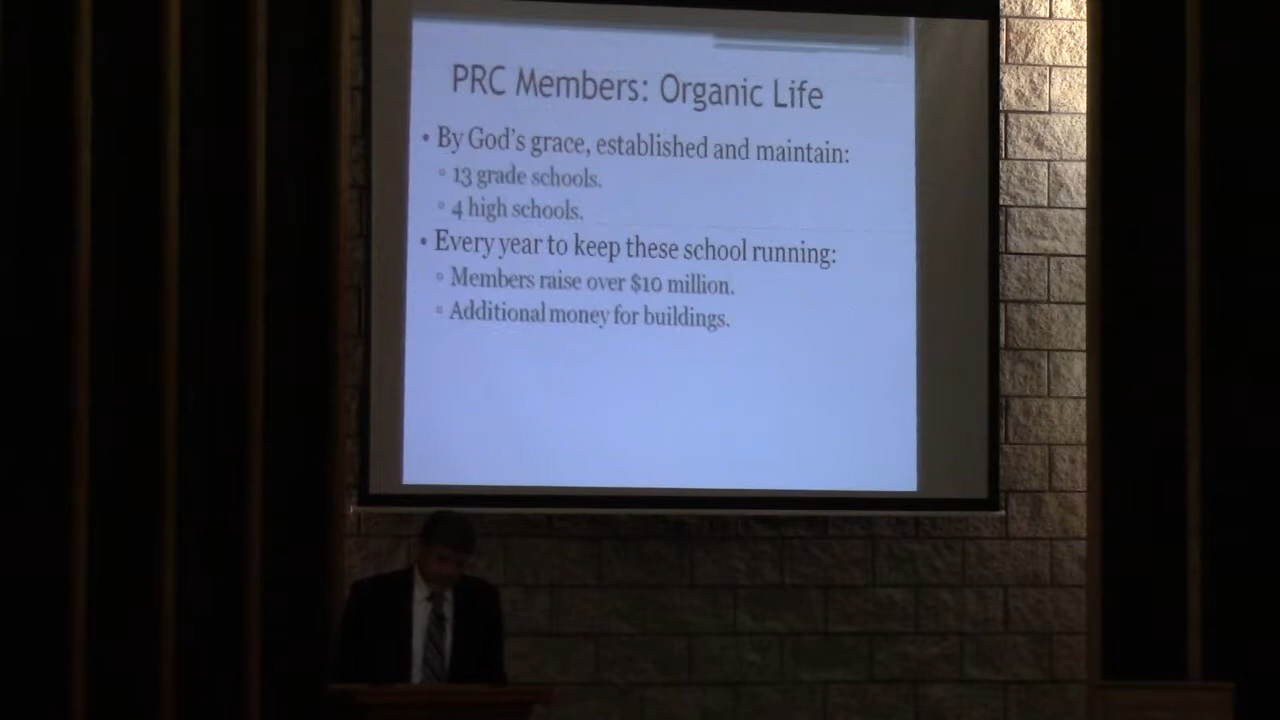 PRC Members: Organic Life
• By God's grace, established and maintain:
▫ 13 grade schools.
▫ 4 high schools.
• Every year to keep these school running:
▫ Members raise over $10 million.
▫ Additional money for buildings.